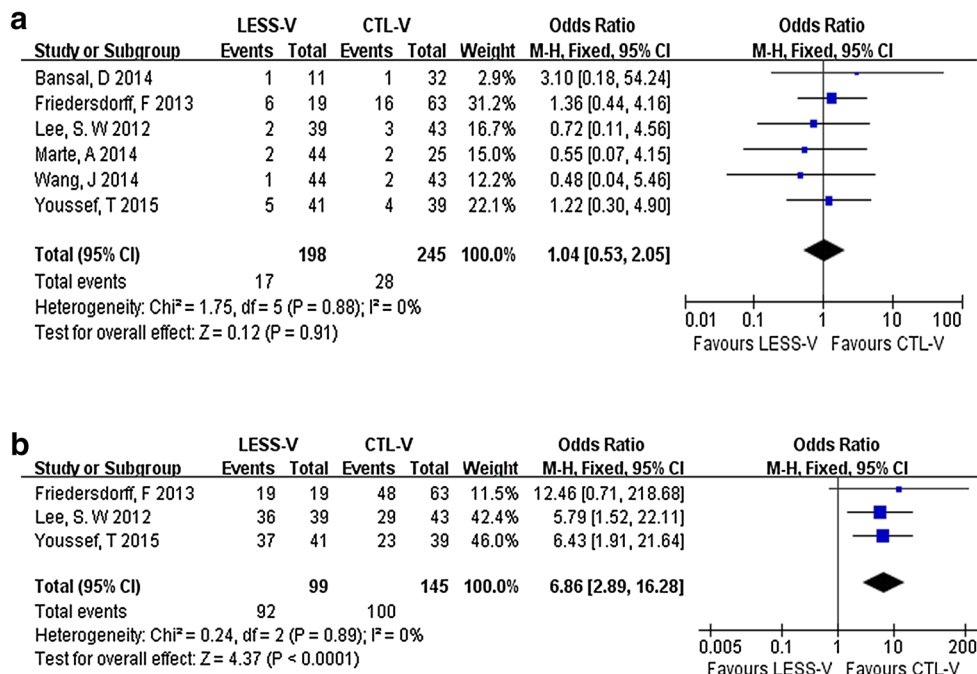 a
LESS-V CTL-V Odds Ratio Odds Ratio
Study or Subgroup Events Total Events Total Weight M-H, Fixed, 95% CI M-H, Fixed, 95% CI
Bansal, D 2014 1 11 1 32 2.9% 3.10 [0.18, 54.24]
Friedersdorff, F 2013 6 19 16 63 31.2% 1.36 [0.44, 4.16]
Lee, S. W 2012 2 39 3 43 16.7% 0.72 [0.11, 4.56]
Marte, A 2014 2 44 2 25 15.0% 0.55 [0.07, 4.15]
Wang, J 2014 1 44 2 43 12.2% 0.48 [0.04, 5.46]
Youssef, T 2015 5 41 4 39 22.1% 1.22 [0.30, 4.90]
Total (95% CI) 198 245 100.0% 1.04 [0.53, 2.05]
Total events 17 28
Heterogeneity: Chi² = 1.75, df = 5 (P = 0.88); I² = 0%
Test for overall effect: Z = 0.12 (P = 0.91)
0.01 0.1 1 10 100
Favours LESS-V Favours CTL-V
b
LESS-V CTL-V Odds Ratio Odds Ratio
Study or Subgroup Events Total Events Total Weight M-H, Fixed, 95% CI M-H, Fixed, 95% CI
Friedersdorff, F 2013 19 19 48 63 11.5% 12.46 [0.71, 218.68]
Lee, S. W 2012 36 39 29 43 42.4% 5.79 [1.52, 22.11]
Youssef, T 2015 37 41 23 39 46.0% 6.43 [1.91, 21.64]
Total (95% CI) 99 145 100.0% 6.86 [2.89, 16.28]
Total events 92 100
Heterogeneity: Chi² = 0.24, df = 2 (P = 0.89); I² = 0%
Test for overall effect: Z = 4.37 (P < 0.0001)
0.005 0.1 1 10 200
Favours LESS-V Favours CTL-V